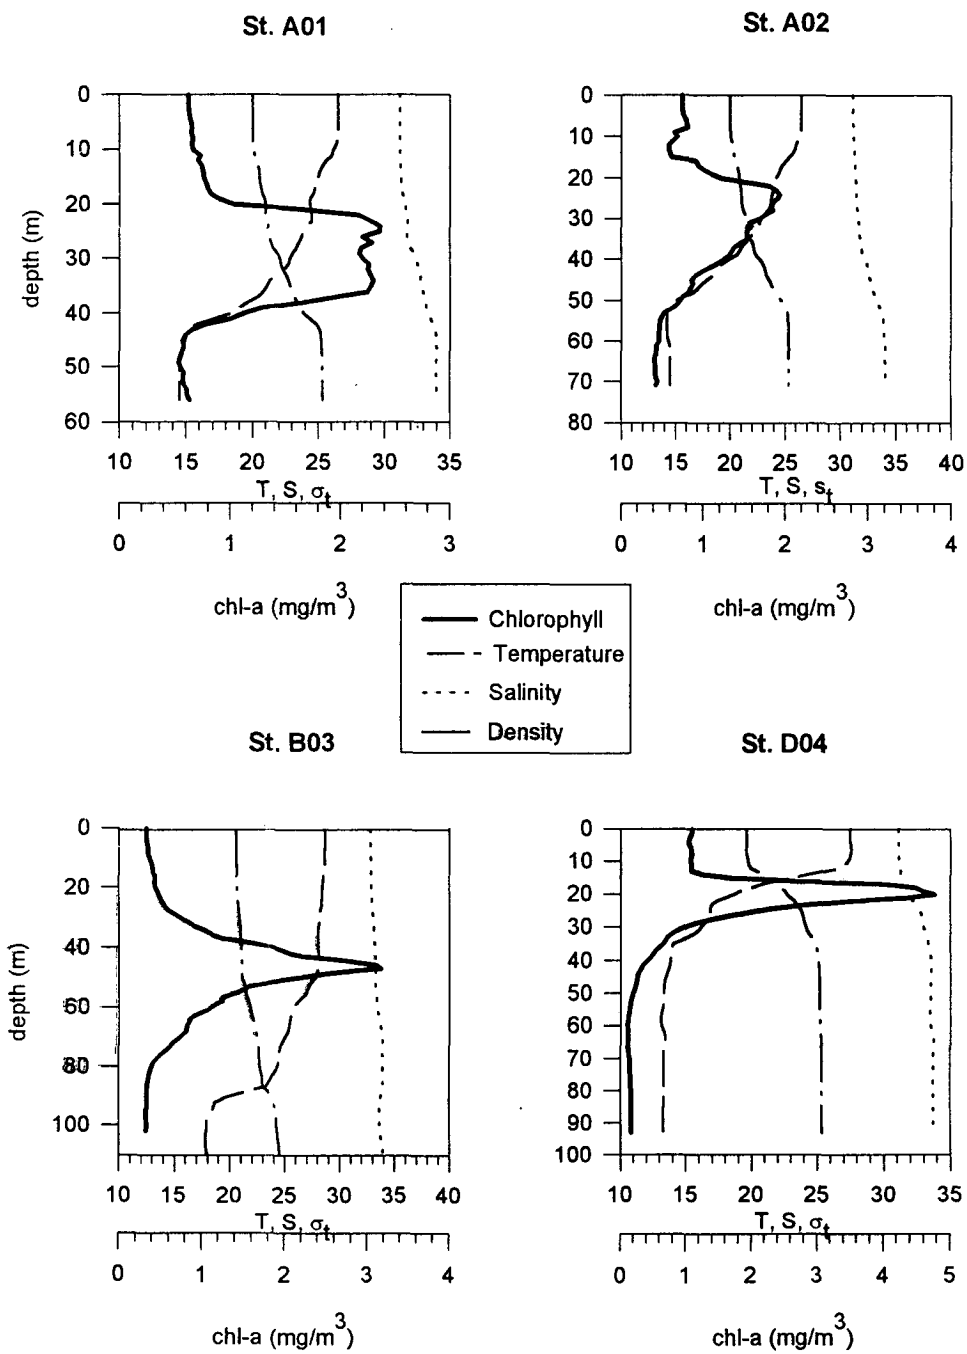 St. A01
St. A02
0
10
20
30
40
50
60
depth (m)
10 15 20 25 30 35
T, S, σt
0 1 2 3
chl-a (mg/m3)
0
10
20
30
40
50
60
70
80
10 20 30 40
T, S, st
0 1 2 3 4
chl-a (mg/m3)
Chlorophyll
Temperature
Salinity
Density
St. B03
St. D04
0
20
40
60
80
100
depth (m)
10 15 20 25 30 35 40
T, S, σt
0 1 2 3 4
chl-a (mg/m3)
0
10
20
30
40
50
60
70
80
90
100
10 15 20 25 30 35
T, S, σt
0 1 2 3 4 5
chl-a (mg/m3)